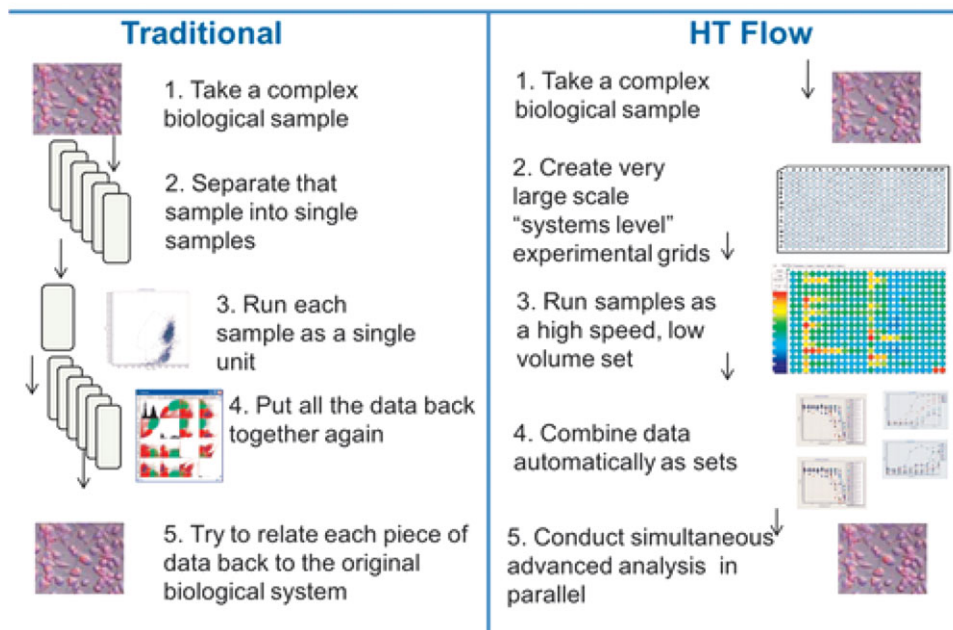 Traditional
1. Take a complex
biological sample
2. Separate that
sample into single
samples
3. Run each
sample as a single
unit
4. Put all the data back
together again
5. Try to relate each piece of
data back to the original
biological system
HT Flow
1. Take a complex
biological sample
2. Create very
large scale
“systems level”
experimental grids
3. Run samples as
a high speed, low
volume set
4. Combine data
automatically as sets
5. Conduct simultaneous
advanced analysis in
parallel